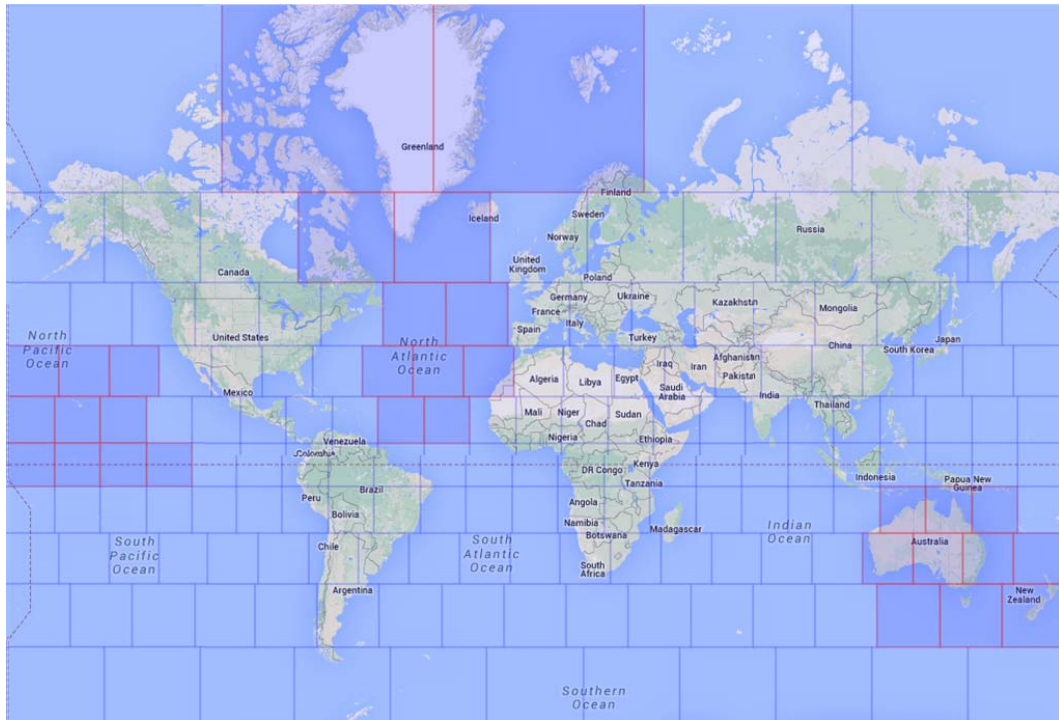 Greenland
Finland
Iceland
Sweden
Russia
Norway
Canada
United
Kingdom
Poland
Germany
Ukraine
Kazakhstan
Mongolia
France
North
Pacific
Ocean
United States
North
Atlantic
Ocean
Spain
Italy
Turkey
China
Japan
South Korea
Iraq
Iran
Afghanistan
Pakistan
Mexico
Algeria
Libya
Egypt
Saudi
Arabia
India
Mali
Niger
Chad
Sudan
Thailand
Venezuela
Colombia
Nigeria
Ethiopia
Kenya
DR Congo
Tanzania
Indonesia
Papua New
Guinea
Peru
Brazil
Bolivia
Angola
Namibia
Botswana
Madagascar
Indian
Ocean
South
Pacific
Ocean
Chile
South
Atlantic
Ocean
South
Africa
Australia
Argentina
New
Zealand
Southern
Ocean